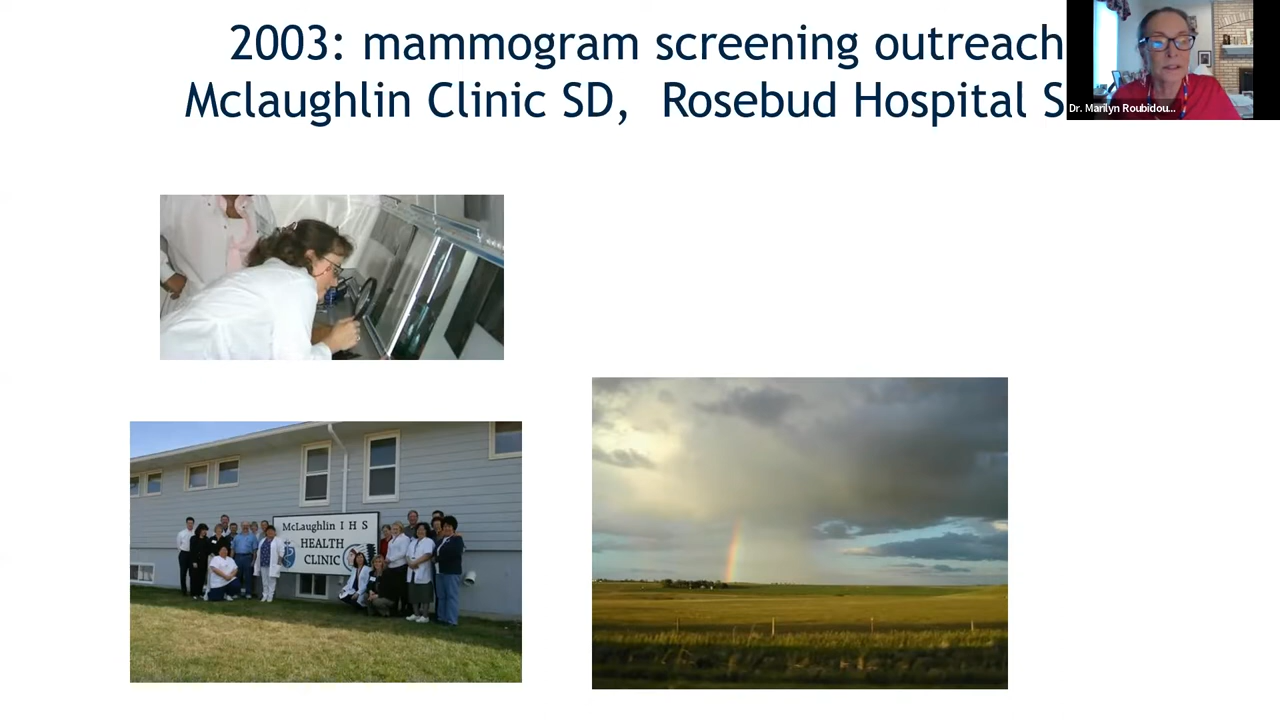 2003: mammogram screening outreach
Mclaughlin Clinic SD, Rosebud Hospital S
Dr. Marilyn Roubidou...
McLaughlin I H S
HEALTH
CLINIC